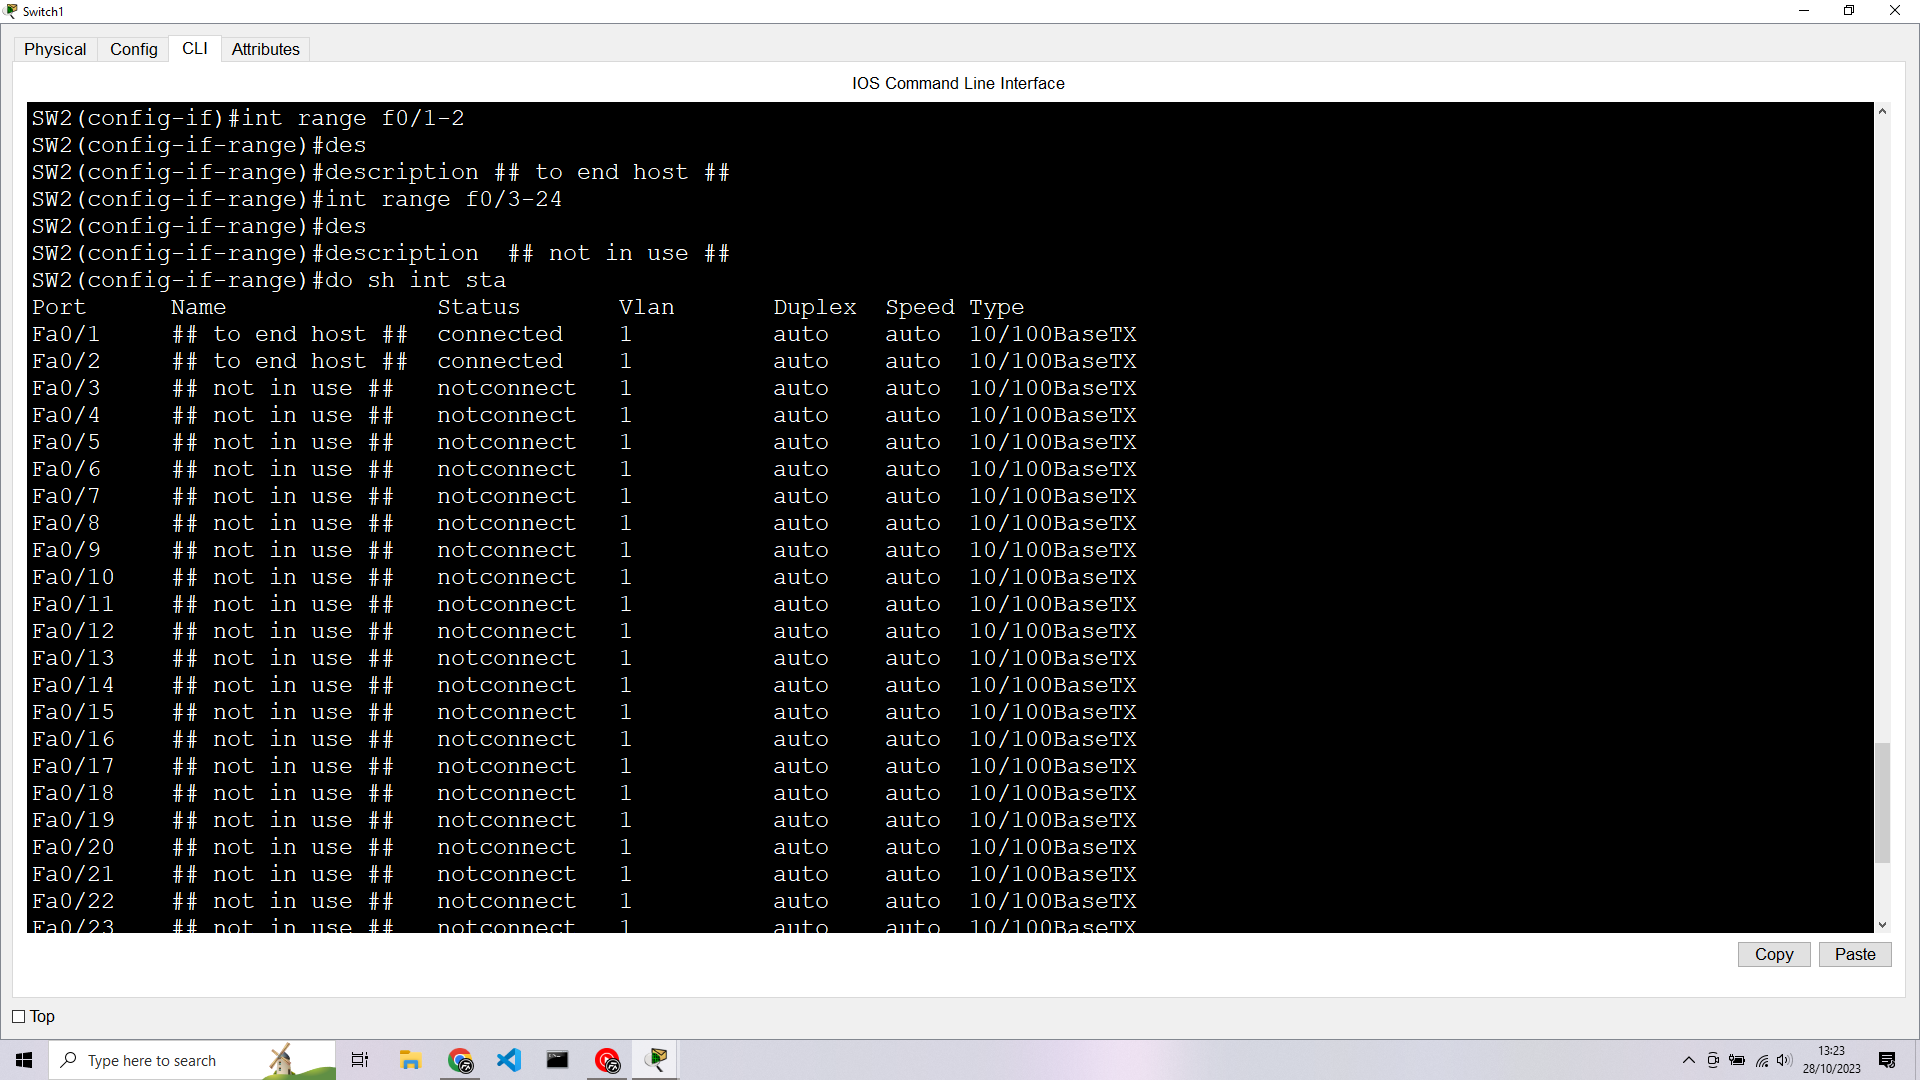 Switch1
Physical Config CLI Attributes
IOS Command Line Interface
SW2(config-if)#int range f0/1-2
SW2(config-if-range)#des
SW2(config-if-range)#description ## to end host ##
SW2(config-if-range)#int range f0/3-24
SW2(config-if-range)#des
SW2(config-if-range)#description  ## not in use ##
SW2(config-if-range)#do sh int sta
Port Name Status Vlan Duplex Speed Type
Fa0/1 ## to end host ## connected 1 auto auto 10/100BaseTX
Fa0/2 ## to end host ## connected 1 auto auto 10/100BaseTX
Fa0/3 ## not in use ## notconnect 1 auto auto 10/100BaseTX
Fa0/4 ## not in use ## notconnect 1 auto auto 10/100BaseTX
Fa0/5 ## not in use ## notconnect 1 auto auto 10/100BaseTX
Fa0/6 ## not in use ## notconnect 1 auto auto 10/100BaseTX
Fa0/7 ## not in use ## notconnect 1 auto auto 10/100BaseTX
Fa0/8 ## not in use ## notconnect 1 auto auto 10/100BaseTX
Fa0/9 ## not in use ## notconnect 1 auto auto 10/100BaseTX
Fa0/10 ## not in use ## notconnect 1 auto auto 10/100BaseTX
Fa0/11 ## not in use ## notconnect 1 auto auto 10/100BaseTX
Fa0/12 ## not in use ## notconnect 1 auto auto 10/100BaseTX
Fa0/13 ## not in use ## notconnect 1 auto auto 10/100BaseTX
Fa0/14 ## not in use ## notconnect 1 auto auto 10/100BaseTX
Fa0/15 ## not in use ## notconnect 1 auto auto 10/100BaseTX
Fa0/16 ## not in use ## notconnect 1 auto auto 10/100BaseTX
Fa0/17 ## not in use ## notconnect 1 auto auto 10/100BaseTX
Fa0/18 ## not in use ## notconnect 1 auto auto 10/100BaseTX
Fa0/19 ## not in use ## notconnect 1 auto auto 10/100BaseTX
Fa0/20 ## not in use ## notconnect 1 auto auto 10/100BaseTX
Fa0/21 ## not in use ## notconnect 1 auto auto 10/100BaseTX
Fa0/22 ## not in use ## notconnect 1 auto auto 10/100BaseTX
Fa0/23 ## not in use ## notconnect 1 auto auto 10/100BaseTX
Copy Paste
Top
Type here to search
13:23
28/10/2023